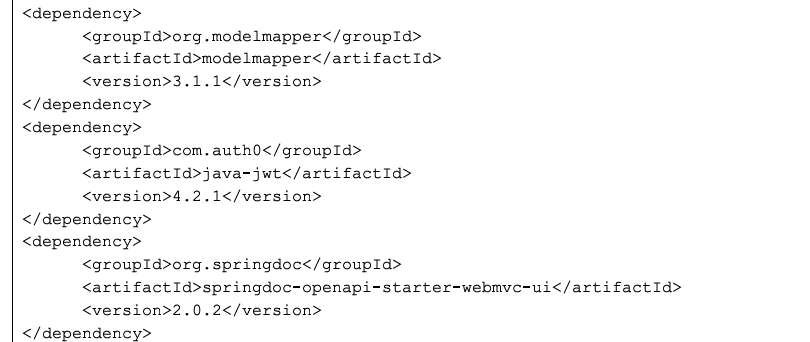 <dependency>
<groupId>org.modelmapper</groupId>
<artifactId>modelmapper</artifactId>
<version>3.1.1</version>
</dependency>
<dependency>
<groupId>com.auth0</groupId>
<artifactId>java-jwt</artifactId>
<version>4.2.1</version>
</dependency>
<dependency>
<groupId>org.springdoc</groupId>
<artifactId>springdoc-openapi-starter-webmvc-ui</artifactId>
<version>2.0.2</version>
</dependency>